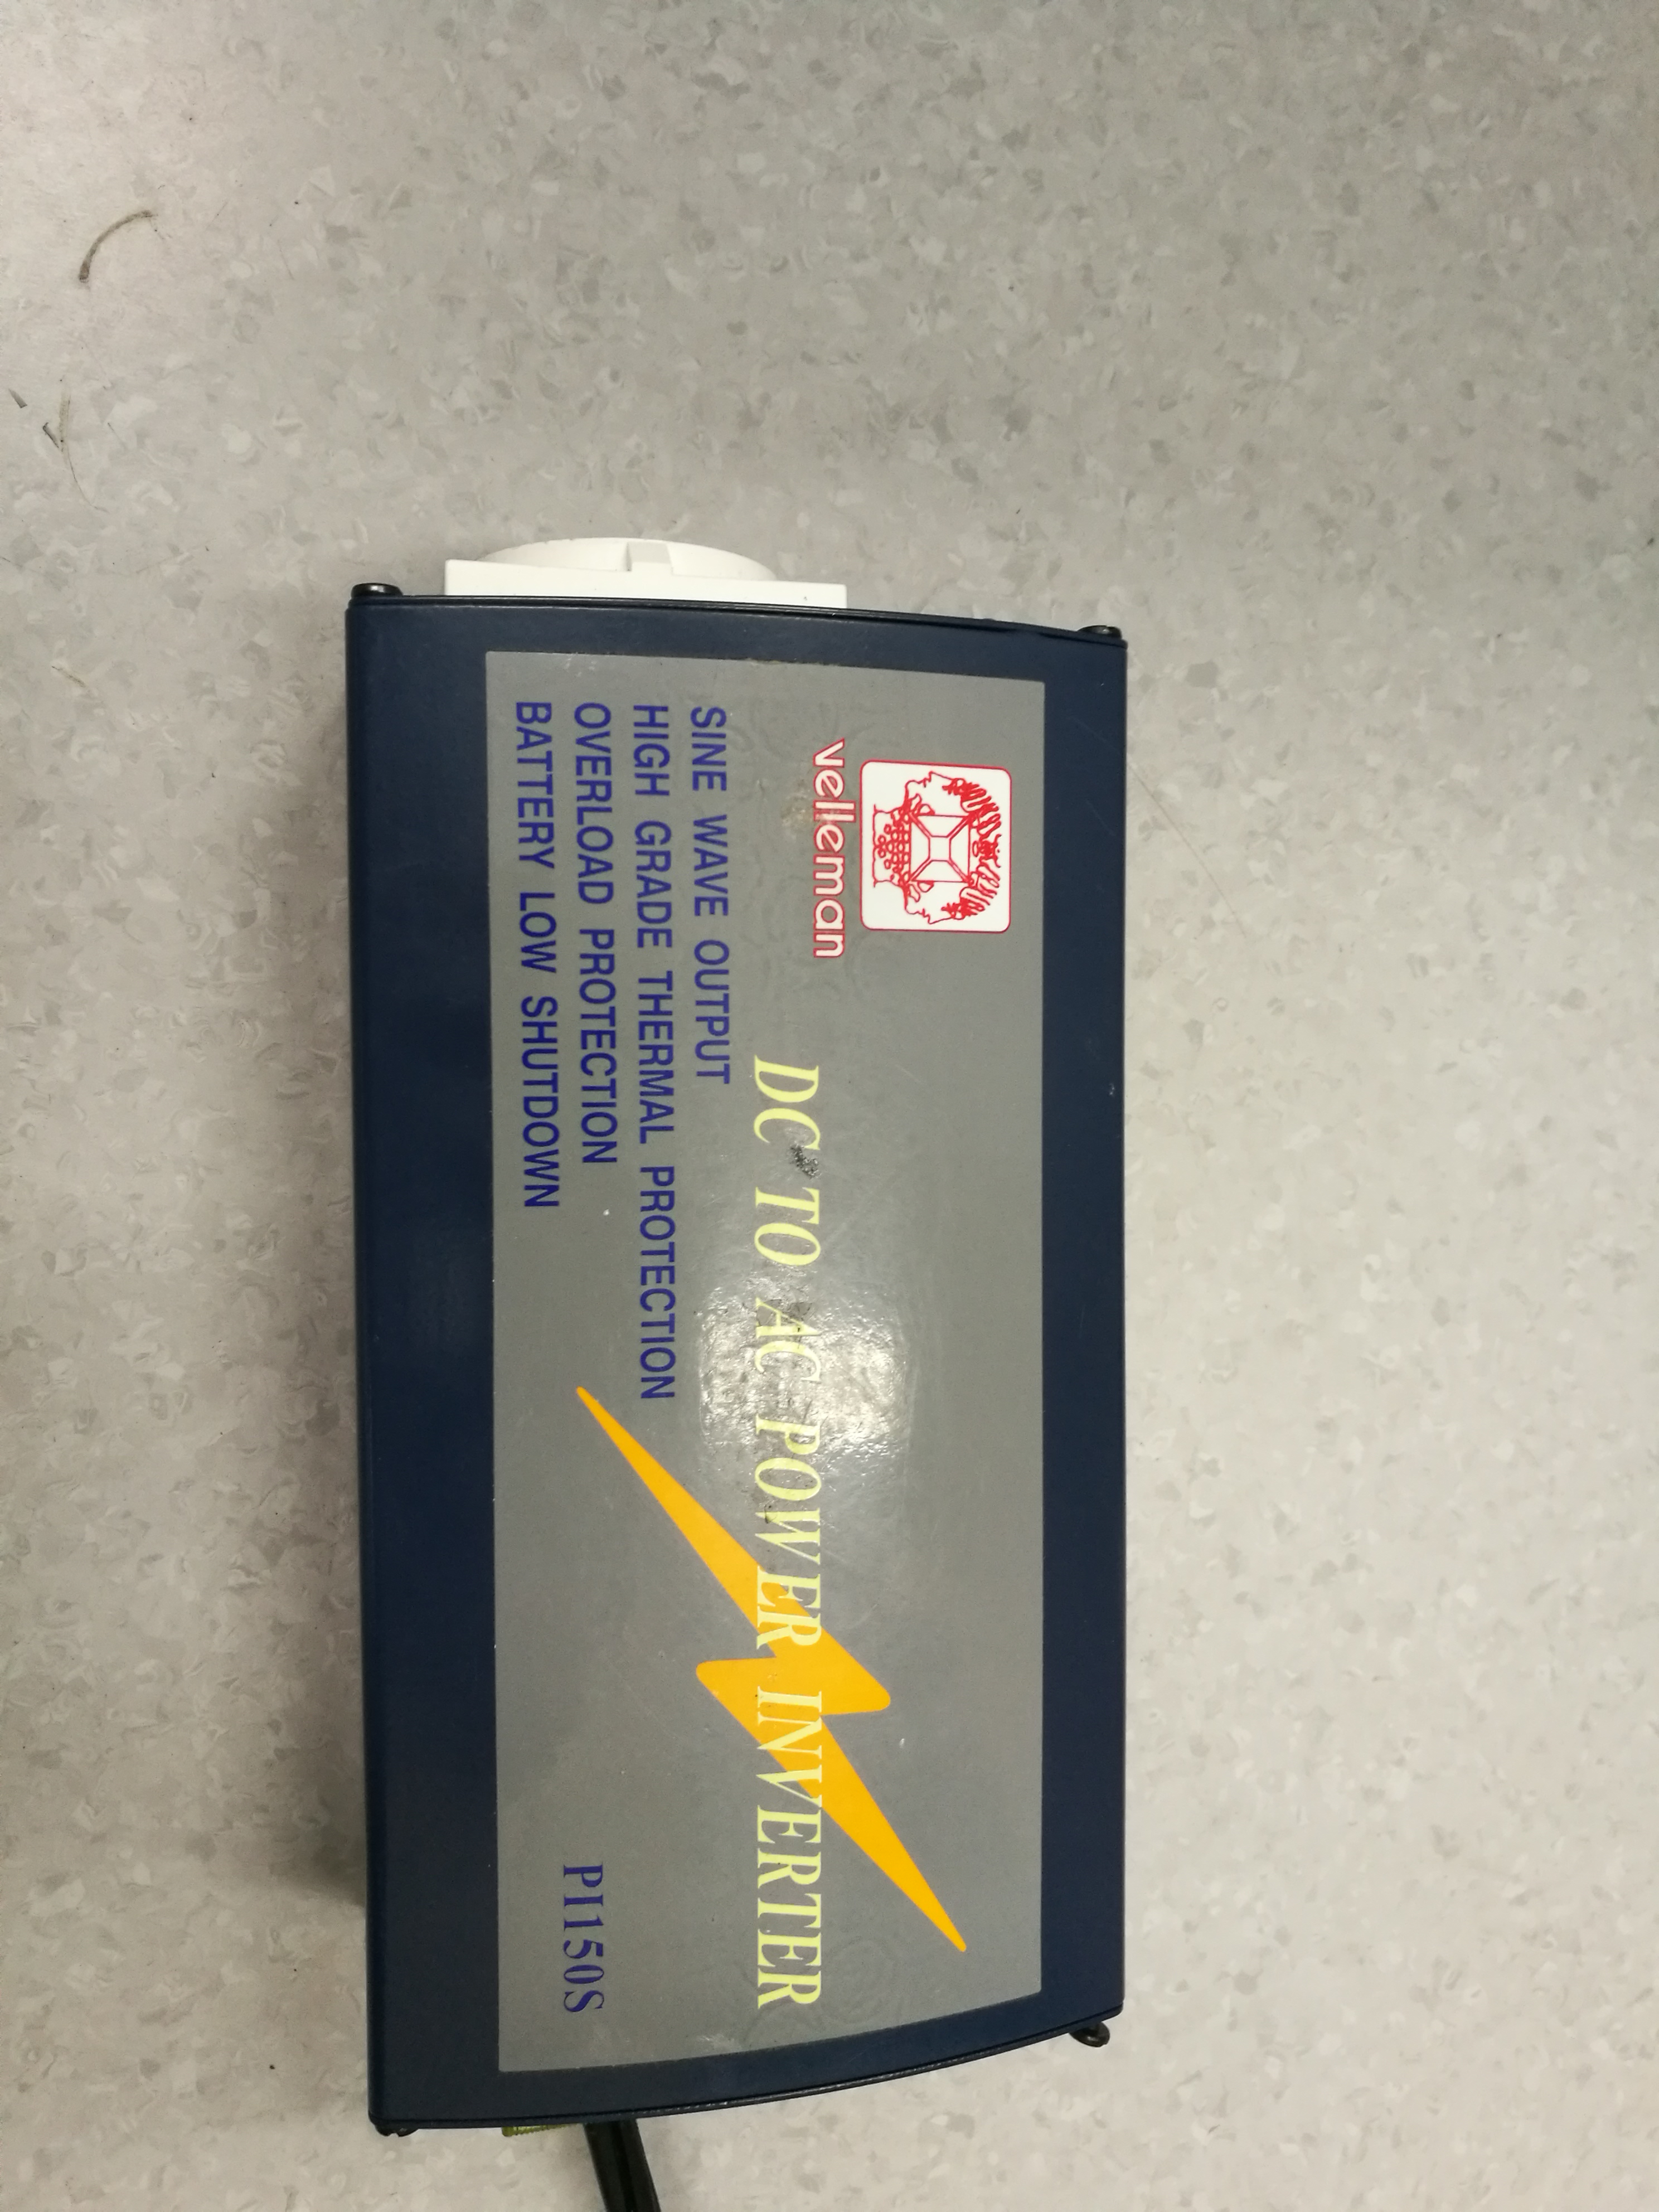 velleman
DC TO AC POWER INVERTER
SINE WAVE OUTPUT
HIGH GRADE THERMAL PROTECTION
OVERLOAD PROTECTION
BATTERY LOW SHUTDOWN
PI150S